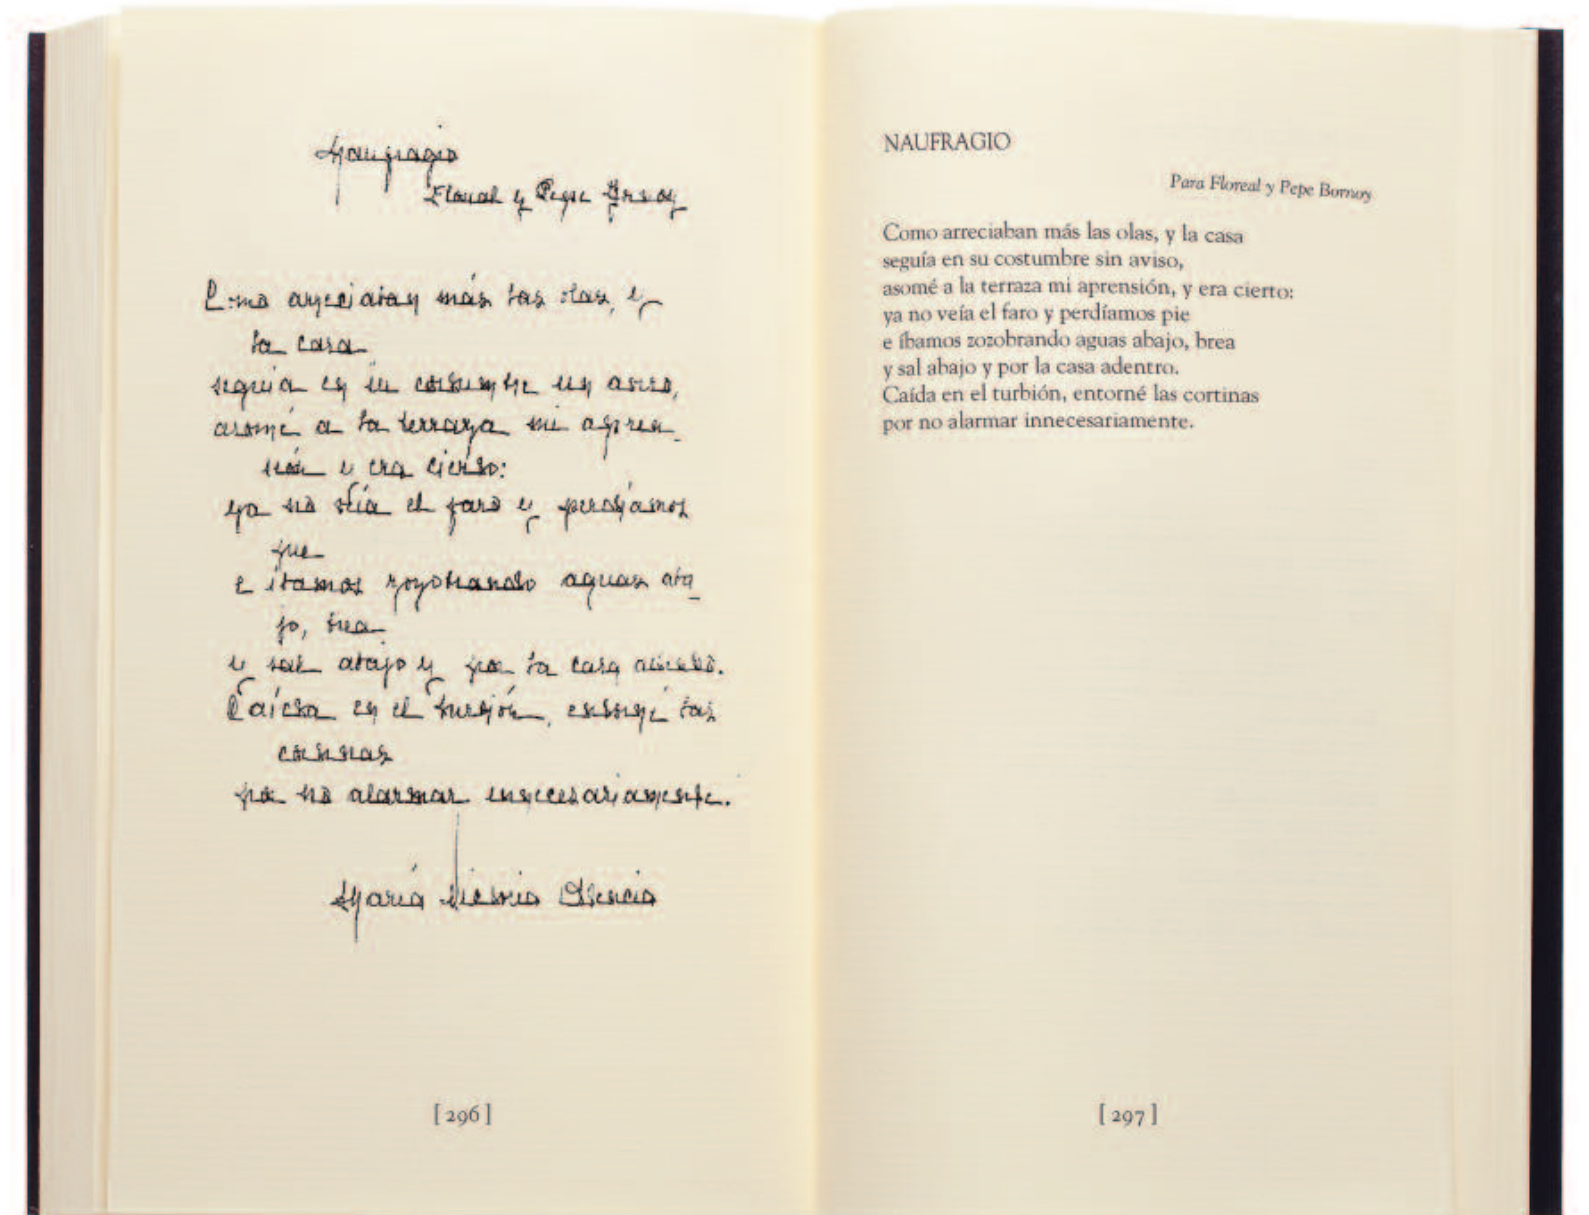 Naufragio
Floreal y Pepe Bornoy
Como arreciaban más las olas, y
la casa
seguía en su costumbre sin aviso,
asomé a la terraza mi apren-
sión y era cierto:
ya no veía el faro y perdíamos
pie
e íbamos zozobrando aguas aba-
jo, brea
y sal abajo y por la casa adentro.
Caída en el turbión, entorné las
cortinas
por no alarmar innecesariamente.
María Victoria Atencia
[296]
NAUFRAGIO
Para Floreal y Pepe Bornoy
Como arreciaban más las olas, y la casa
seguía en su costumbre sin aviso,
asomé a la terraza mi aprensión, y era cierto:
ya no veía el faro y perdíamos pie
e íbamos zozobrando aguas abajo, brea
y sal abajo y por la casa adentro.
Caída en el turbión, entorné las cortinas
por no alarmar innecesariamente.
[297]